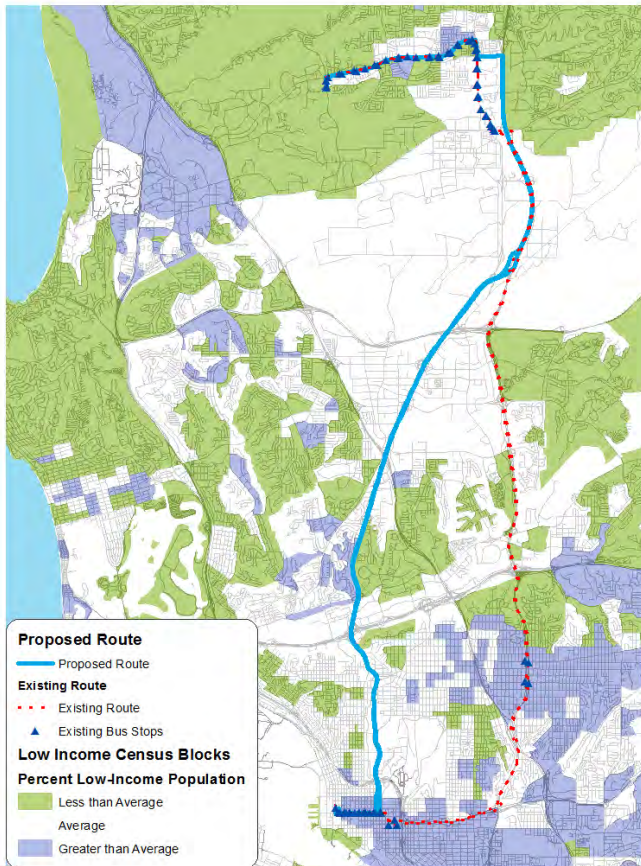 Proposed Route
Proposed Route
Existing Route
Existing Route
Existing Bus Stops
Low Income Census Blocks
Percent Low-Income Population
Less than Average
Average
Greater than Average